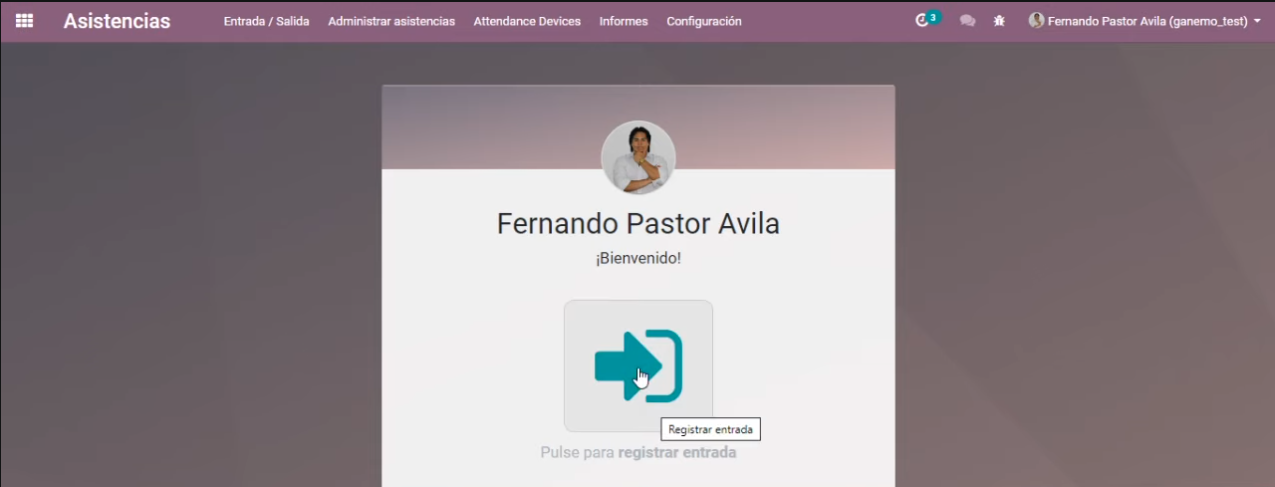 Asistencias Entrada / Salida Administrar asistencias Attendance Devices Informes Configuración 3 Fernando Pastor Avila (ganemo_test)
Fernando Pastor Avila
¡Bienvenido!
Registrar entrada
Pulse para registrar entrada